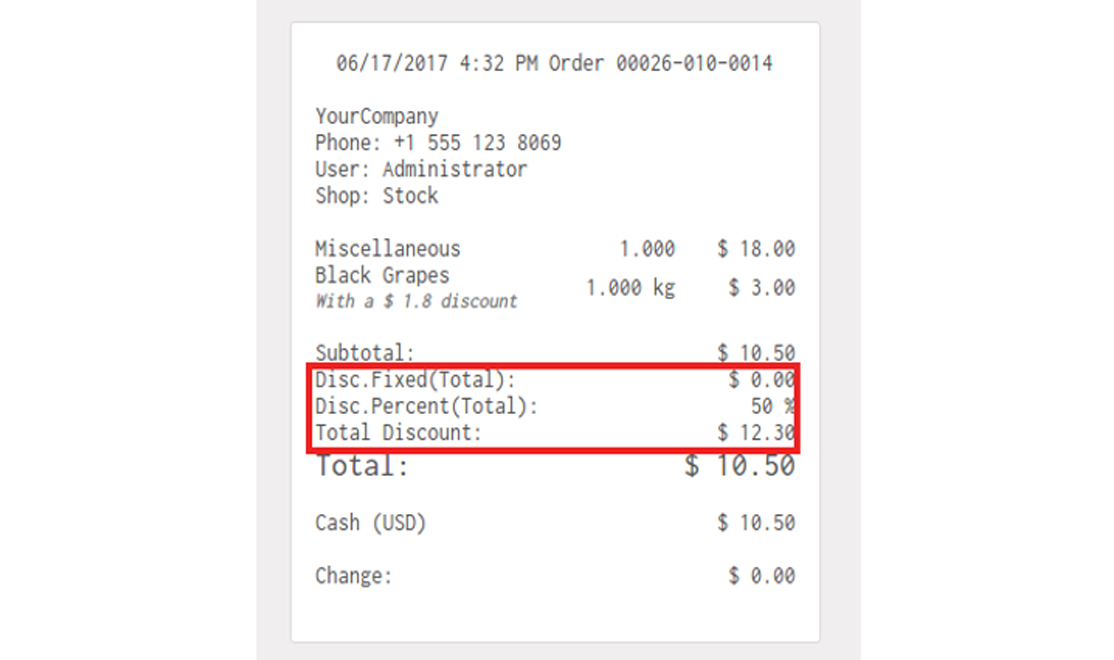 06/17/2017 4:32 PM Order 00026-010-0014
YourCompany
Phone: +1 555 123 8069
User: Administrator
Shop: Stock
Miscellaneous 1.000 $ 18.00
Black Grapes 1.000 kg $ 3.00
With a $ 1.8 discount
Subtotal: $ 10.50
Disc.Fixed(Total): $ 0.00
Disc.Percent(Total): 50 %
Total Discount: $ 12.30
Total: $ 10.50
Cash (USD) $ 10.50
Change: $ 0.00